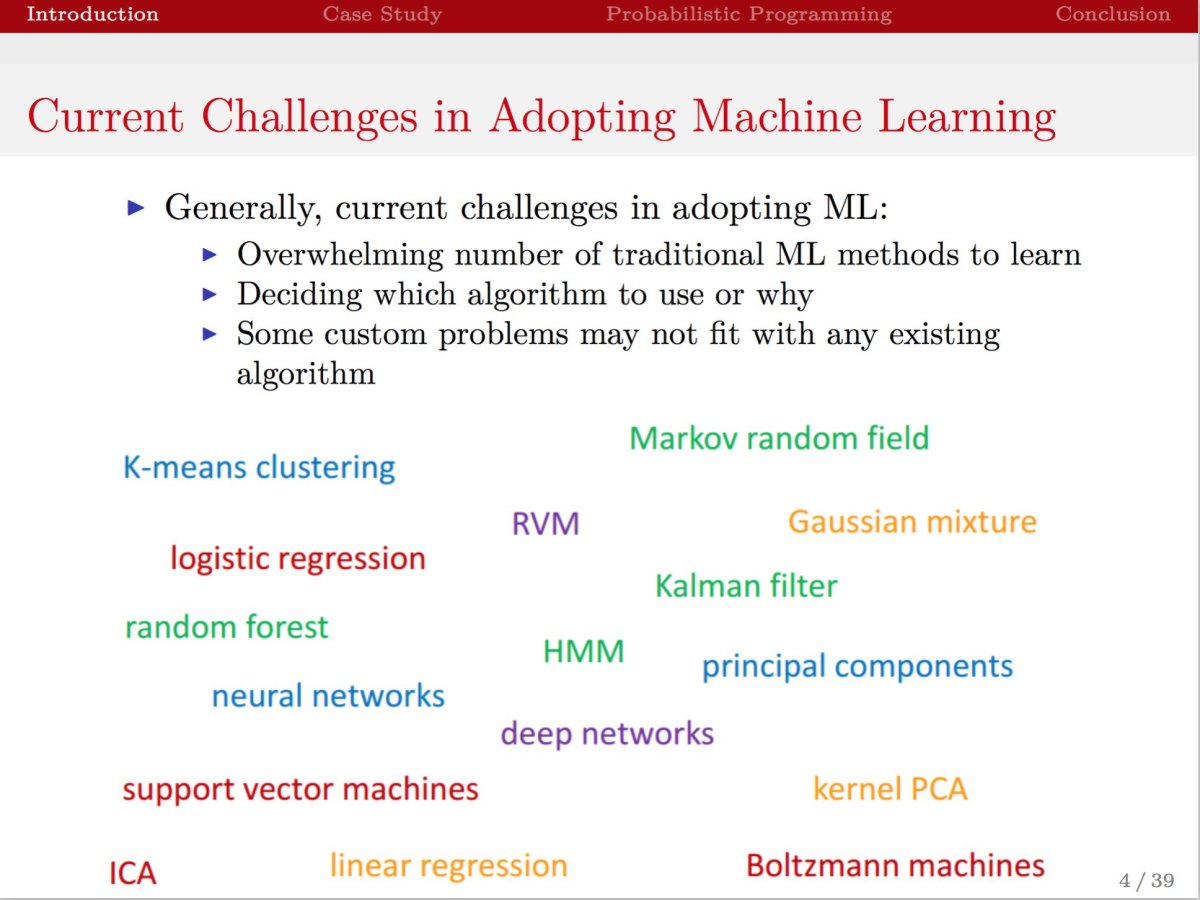 Introduction Case Study Probabilistic Programming Conclusion
Current Challenges in Adopting Machine Learning
Generally, current challenges in adopting ML:
Overwhelming number of traditional ML methods to learn
Deciding which algorithm to use or why
Some custom problems may not fit with any existing
algorithm
Markov random field
K-means clustering
RVM
Gaussian mixture
logistic regression
Kalman filter
random forest
HMM
principal components
neural networks
deep networks
support vector machines
kernel PCA
ICA
linear regression
Boltzmann machines
4 / 39